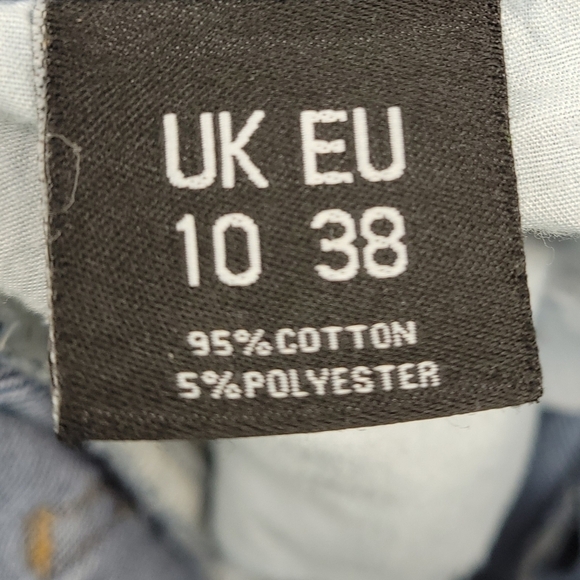 UK EU
10 38
95%COTTON
5%POLYESTER